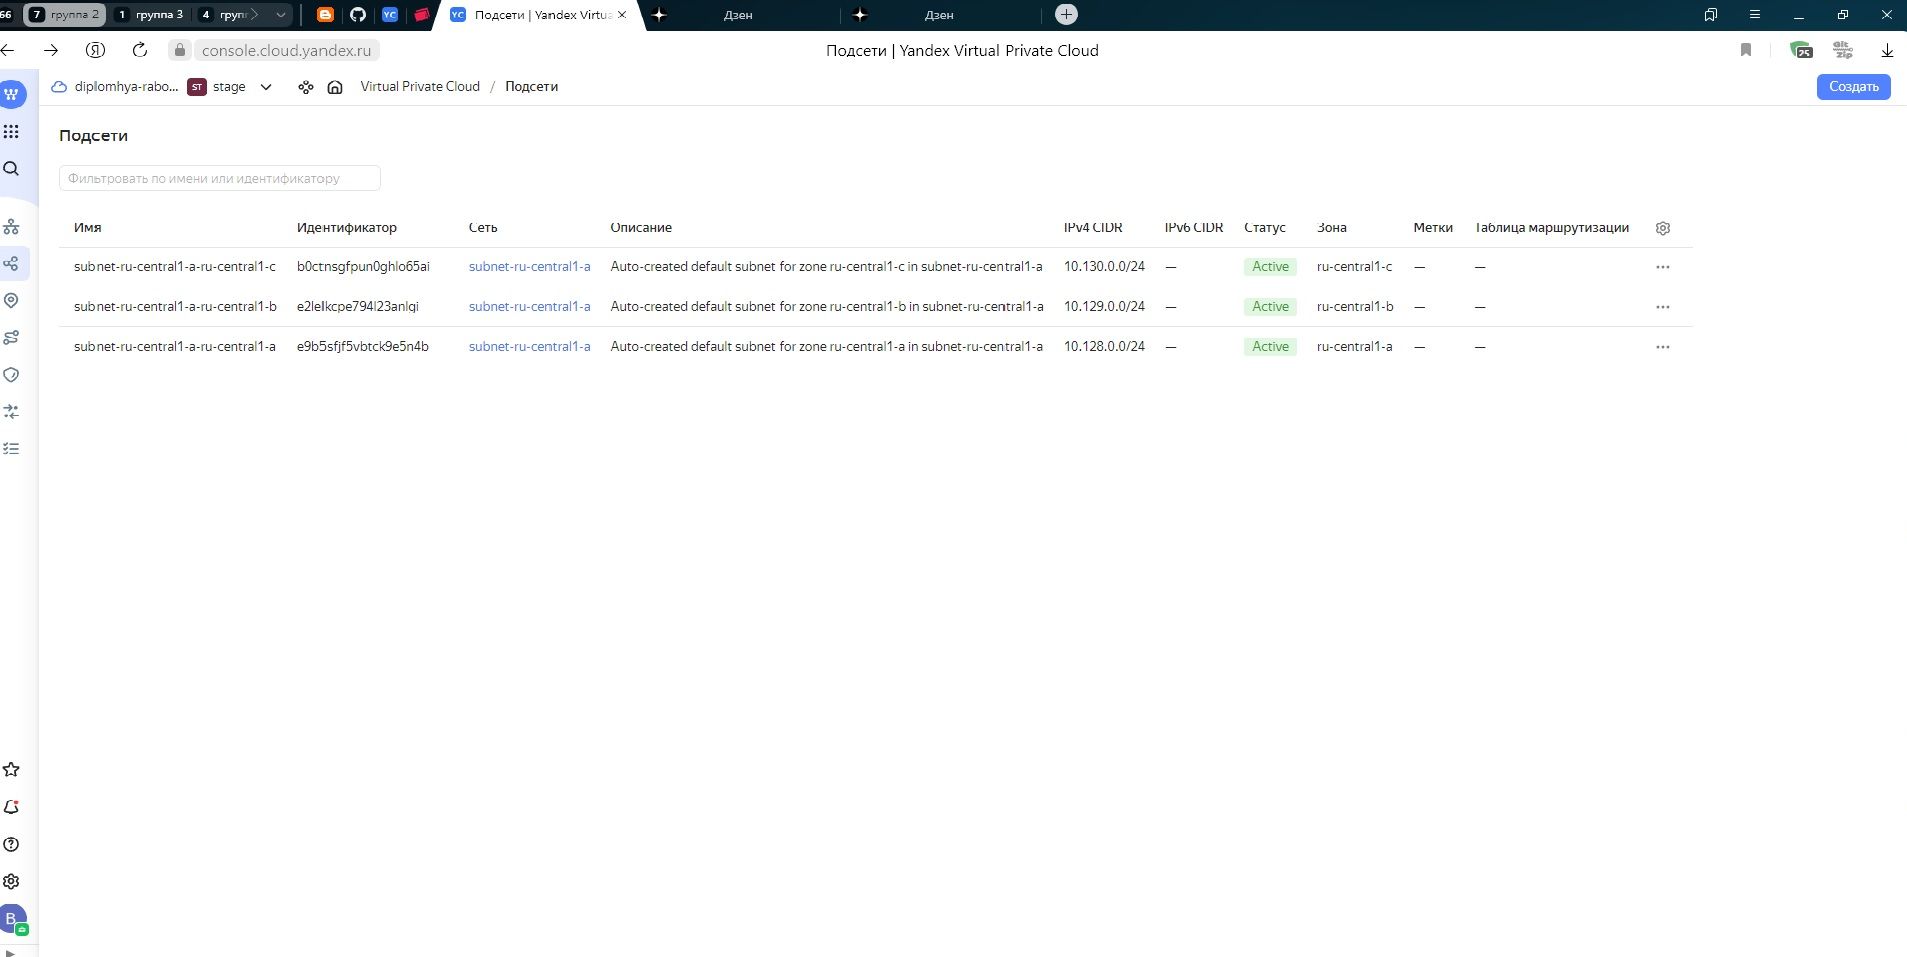 66 7 группа 2 1 группа 3 4 груп YC YC Подсети | Yandex Virtua Дзен Дзен
console.cloud.yandex.ru Подсети | Yandex Virtual Private Cloud 25
diplomhya-rabo... ST stage Virtual Private Cloud / Подсети Создать
Подсети
Фильтровать по имени или идентификатору
Имя Идентификатор Сеть Описание IPv4 CIDR IPv6 CIDR Статус Зона Метки Таблица маршрутизации
subnet-ru-central1-a-ru-central1-c b0ctnsgfpun0ghlo65ai subnet-ru-central1-a Auto-created default subnet for zone ru-central1-c in subnet-ru-central1-a 10.130.0.0/24 — Active ru-central1-c — —
subnet-ru-central1-a-ru-central1-b e2lelkcpe794l23anlgi subnet-ru-central1-a Auto-created default subnet for zone ru-central1-b in subnet-ru-central1-a 10.129.0.0/24 — Active ru-central1-b — —
subnet-ru-central1-a-ru-central1-a e9b5sfjf5vbtck9e5n4b subnet-ru-central1-a Auto-created default subnet for zone ru-central1-a in subnet-ru-central1-a 10.128.0.0/24 — Active ru-central1-a — —
B